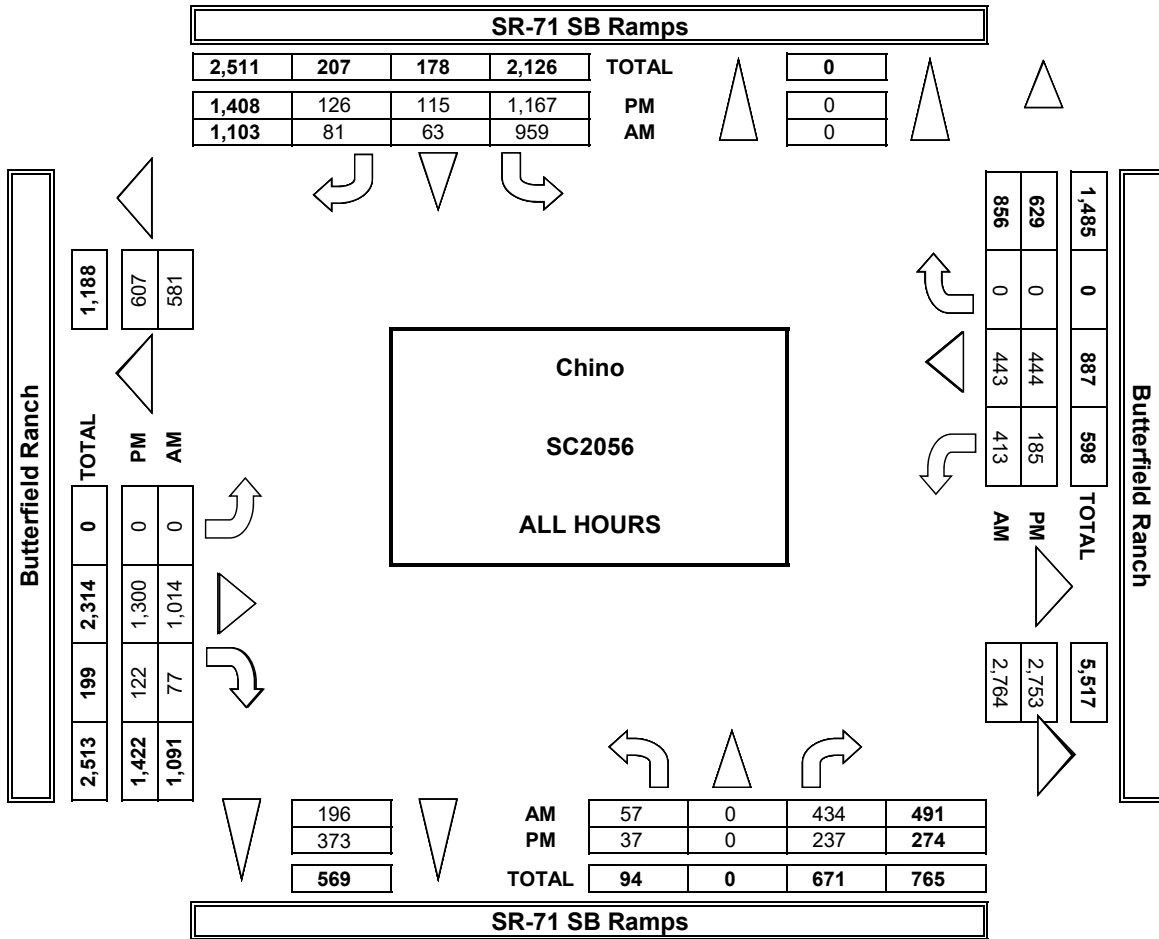 SR-71 SB Ramps
2,511 207 178 2,126 TOTAL 0
1,408 126 115 1,167 PM 0
1,103 81 63 959 AM 0
Butterfield Ranch
1,188 607 581
TOTAL PM AM
0 0 0
2,314 1,300 1,014
199 122 77
2,513 1,422 1,091
Chino
SC2056
ALL HOURS
856 629 1,485
0 0 0
443 444 887
413 185 598
AM PM TOTAL
2,764 2,753 5,517
Butterfield Ranch
196 AM 57 0 434 491
373 PM 37 0 237 274
569 TOTAL 94 0 671 765
SR-71 SB Ramps